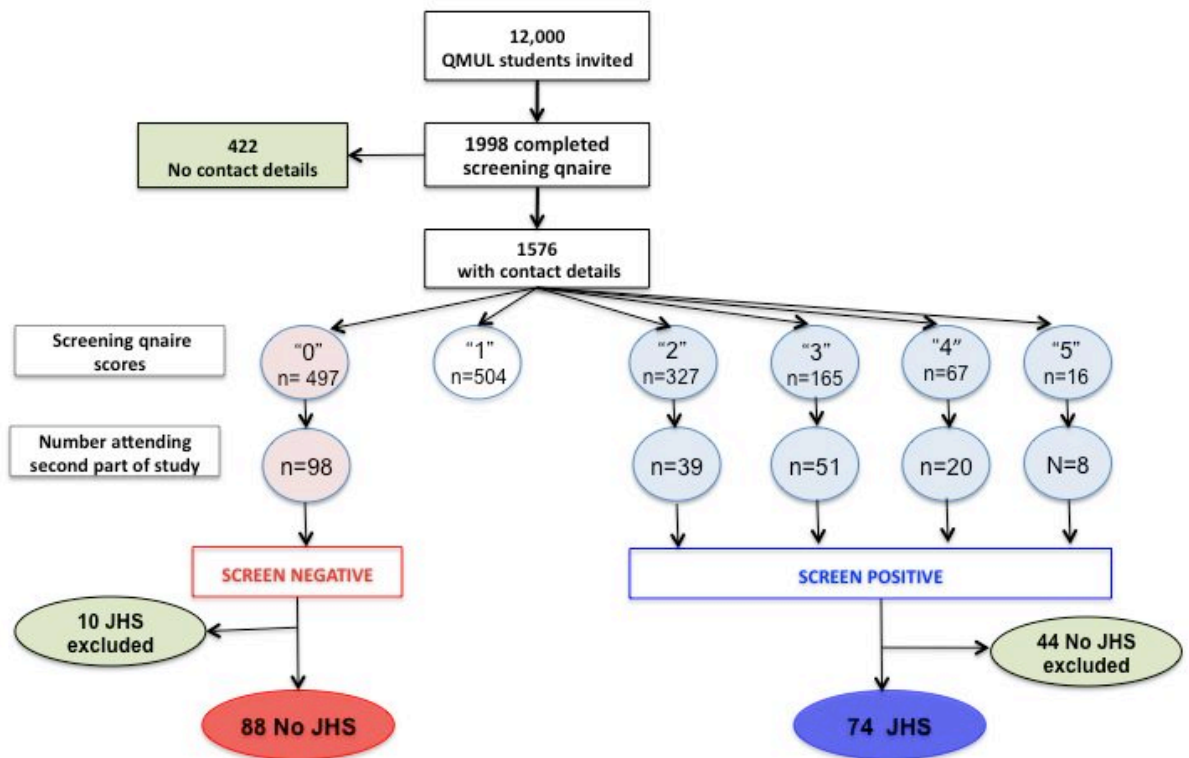 12,000
QMUL students invited
422
No contact details
1998 completed
screening qnaire
1576
with contact details
Screening qnaire
scores
“0”
n= 497
“1”
n=504
“2”
n=327
“3”
n=165
“4”
n=67
“5”
n=16
Number attending
second part of study
n=98
n=39
n=51
n=20
N=8
SCREEN NEGATIVE
SCREEN POSITIVE
10 JHS
excluded
44 No JHS
excluded
88 No JHS
74 JHS